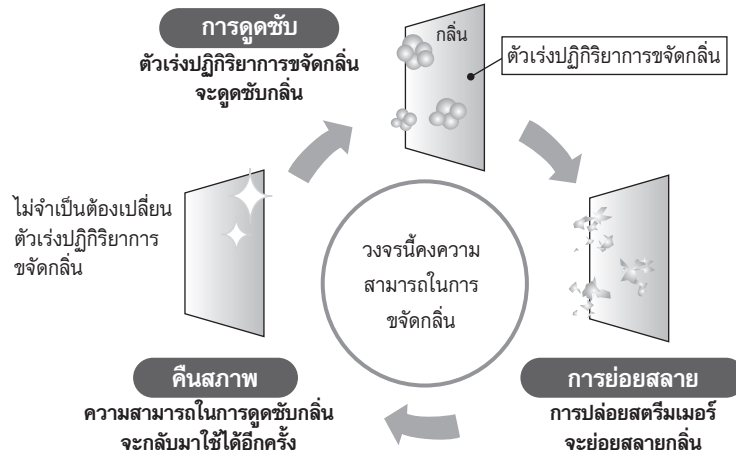 การดูดซับ
ตัวเร่งปฏิกิริยาการขจัดกลิ่น
จะดูดซับกลิ่น
กลิ่น
ตัวเร่งปฏิกิริยาการขจัดกลิ่น
ไม่จำเป็นต้องเปลี่ยน
ตัวเร่งปฏิกิริยาการ
ขจัดกลิ่น
วงจรนี้คงความ
สามารถในการ
ขจัดกลิ่น
การย่อยสลาย
การปล่อยสตรีมเมอร์
จะย่อยสลายกลิ่น
คืนสภาพ
ความสามารถในการดูดซับกลิ่น
จะกลับมาใช้ได้อีกครั้ง